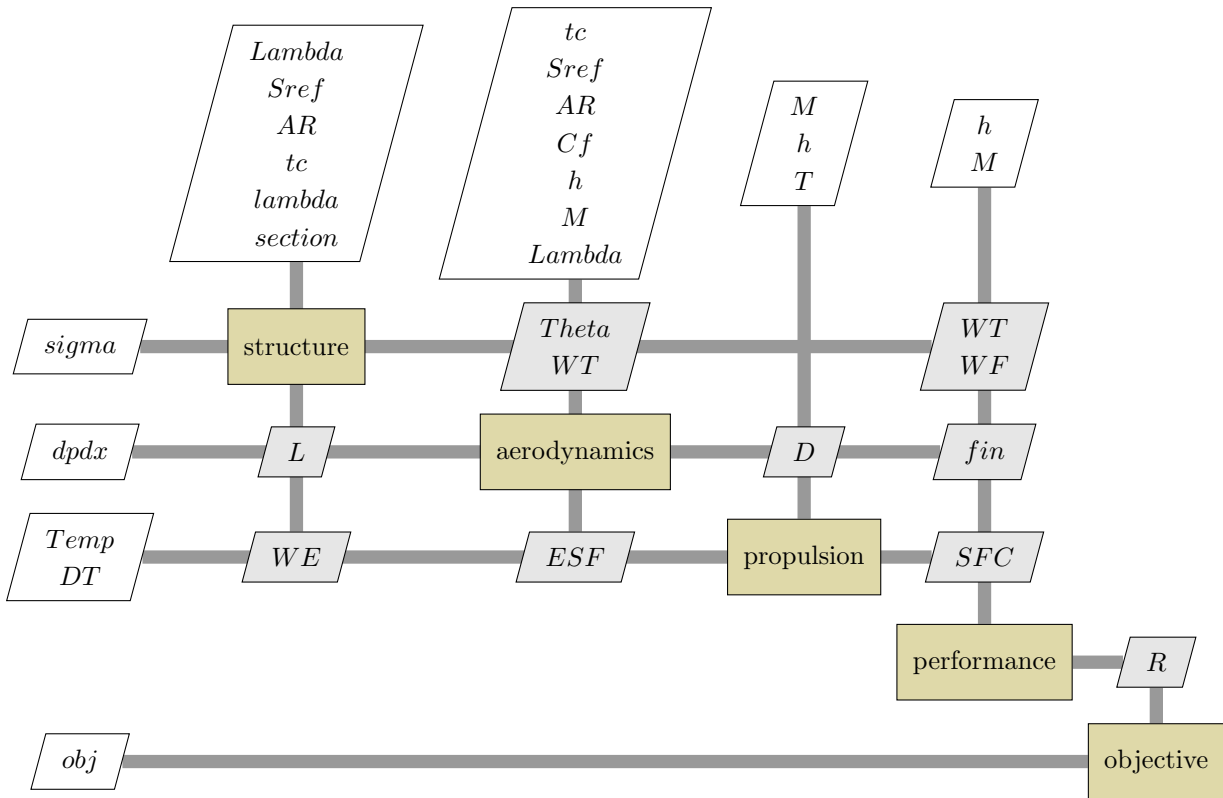 Lambda
Sref
AR
tc
lambda
section
tc
Sref
AR
Cf
h
M
Lambda
M
h
T
h
M
sigma
structure
Theta
WT
WT
WF
dpdx
L
aerodynamics
D
fin
Temp
DT
WE
ESF
propulsion
SFC
performance
R
obj
objective